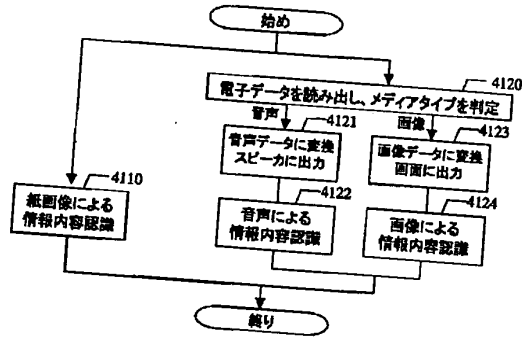 始め
4120
電子データを読み出し、メディアタイプを判定
音声
4121
画像
4123
音声データに変換
スピーカに出力
画像データに変換
画面に出力
4110
紙画像による
情報内容認識
4122
音声による
情報内容認識
4124
画像による
情報内容認識
終り